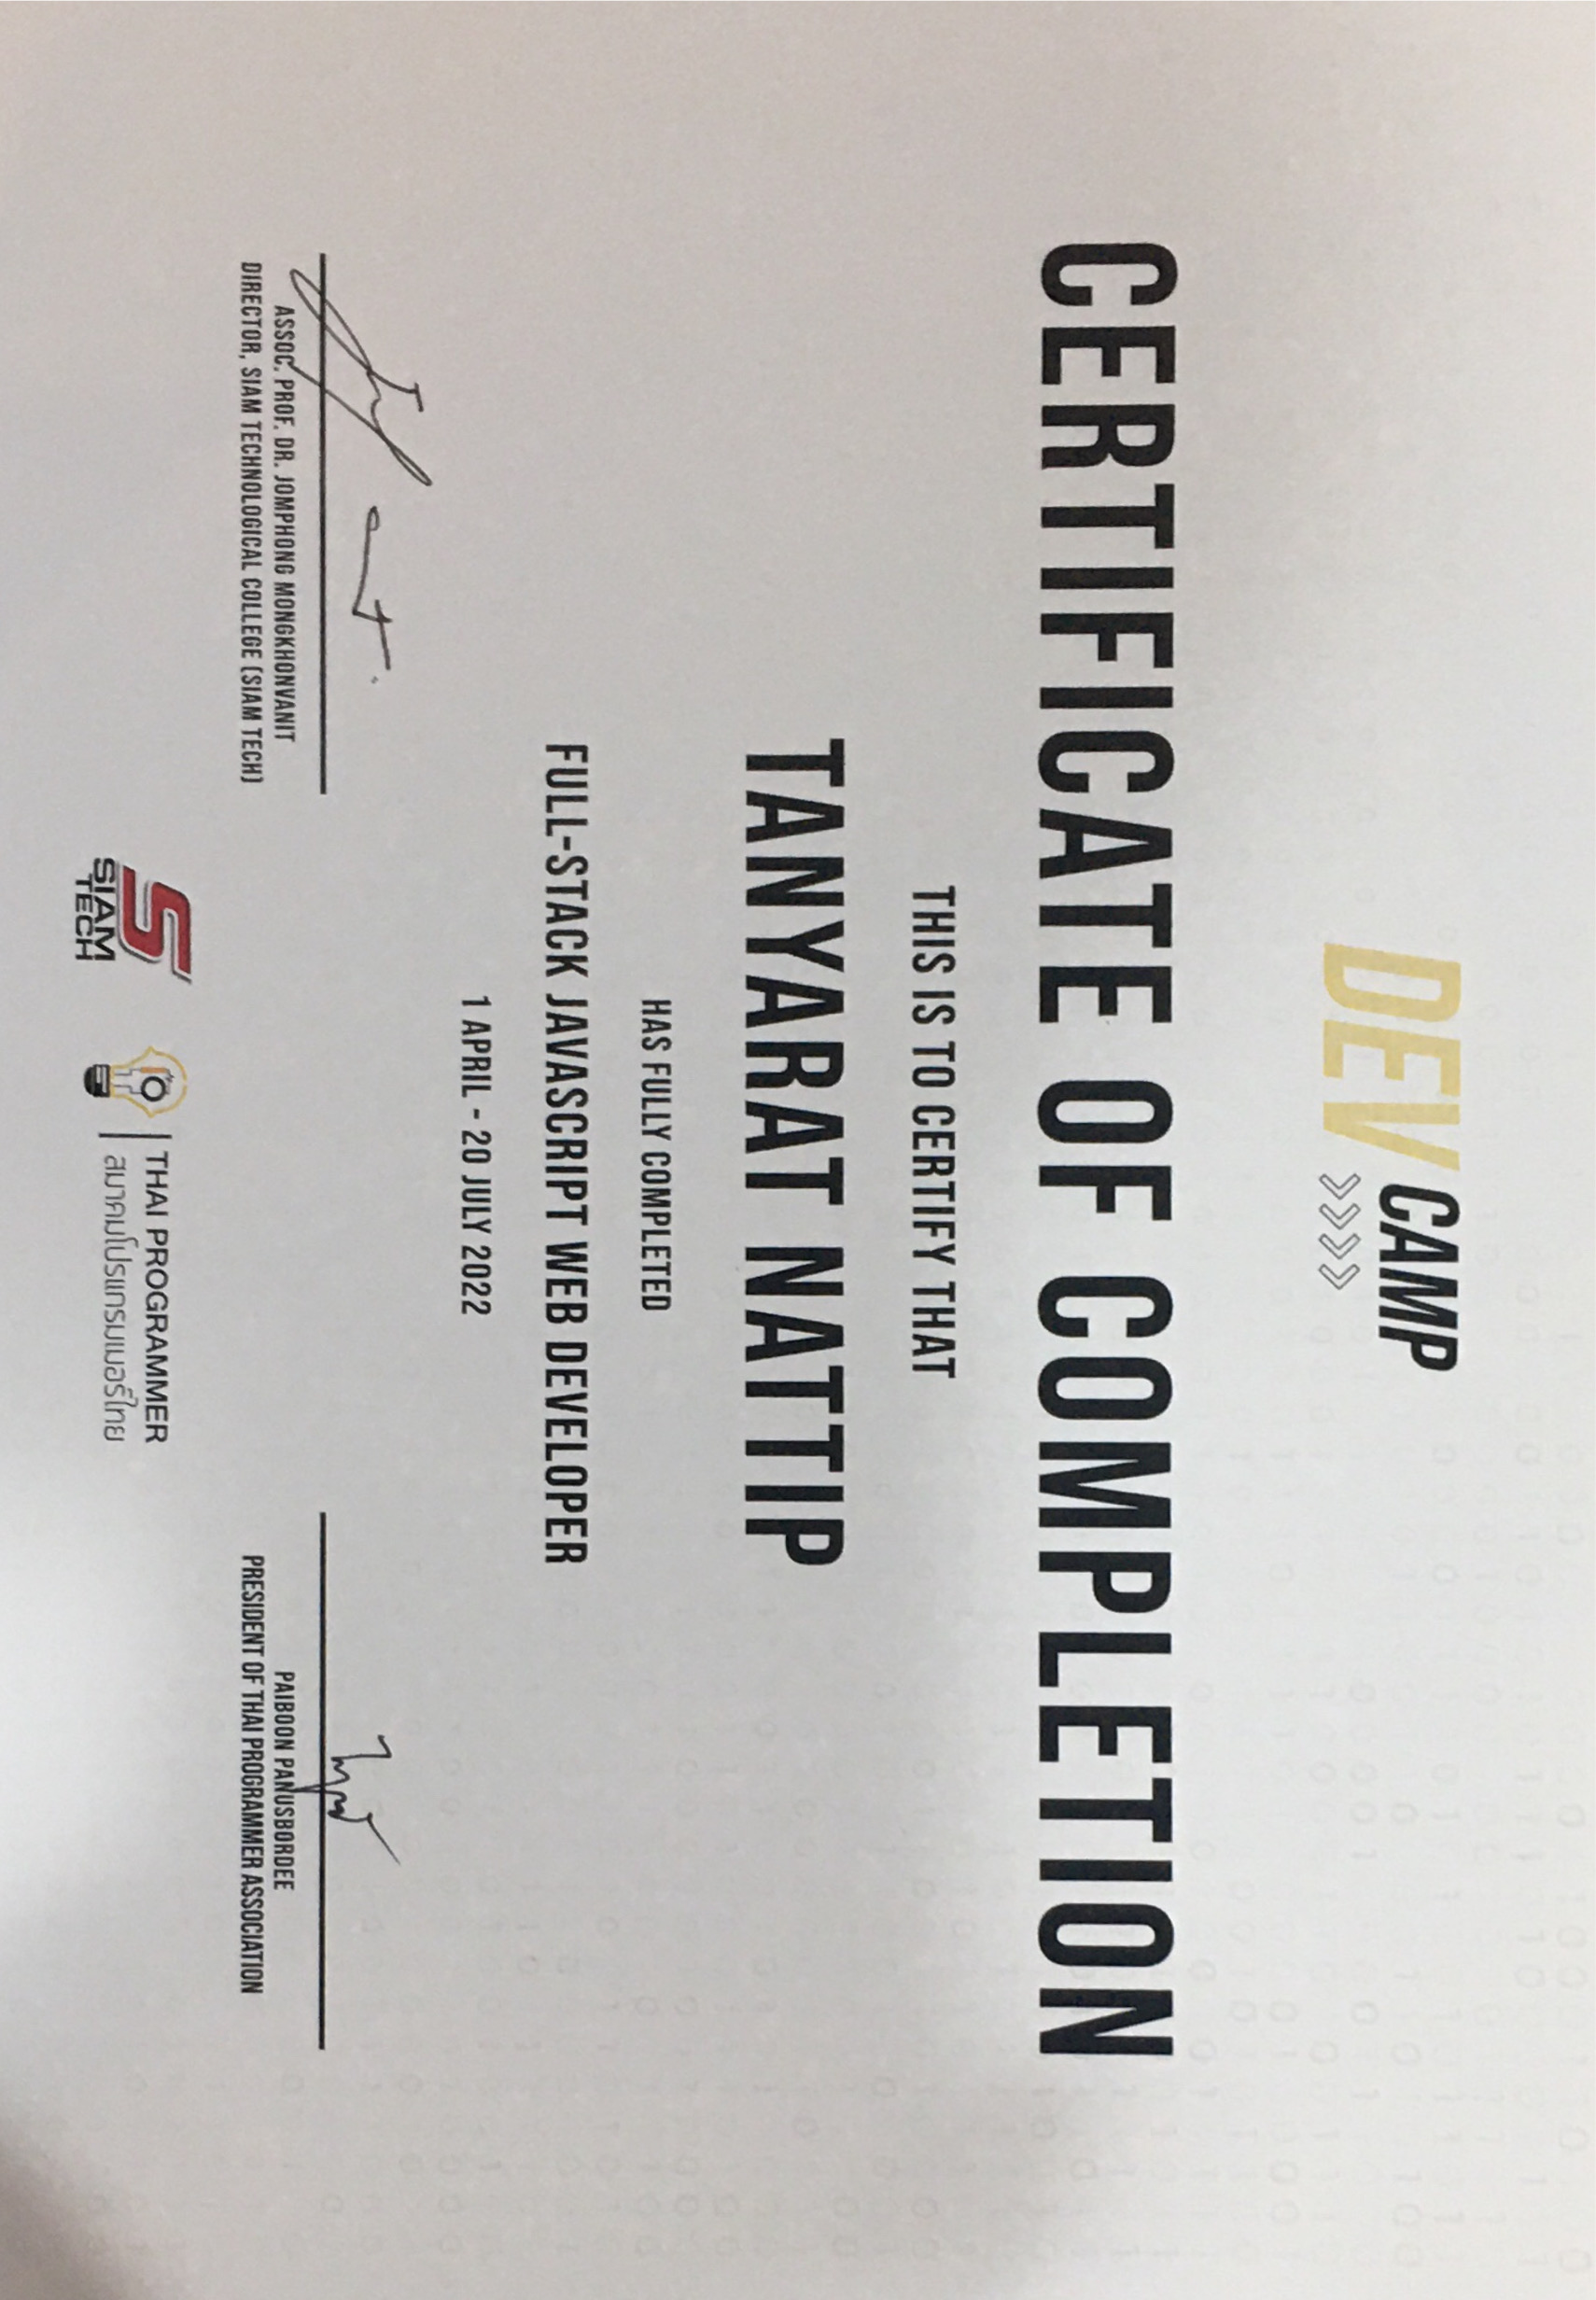 DEV CAMP
CERTIFICATE OF COMPLETION
THIS IS TO CERTIFY THAT
TANYARAT NATTIP
HAS FULLY COMPLETED
FULL-STACK JAVASCRIPT WEB DEVELOPER
1 APRIL - 20 JULY 2022
ASSOC. PROF. DR. JOMPHONG MONGKHONVANIT
DIRECTOR, SIAM TECHNOLOGICAL COLLEGE (SIAM TECH)
PAIBOON PANUSBORDEE
PRESIDENT OF THAI PROGRAMMER ASSOCIATION
SIAM
TECH
THAI PROGRAMMER
สมาคมโปรแกรมเมอร์ไทย